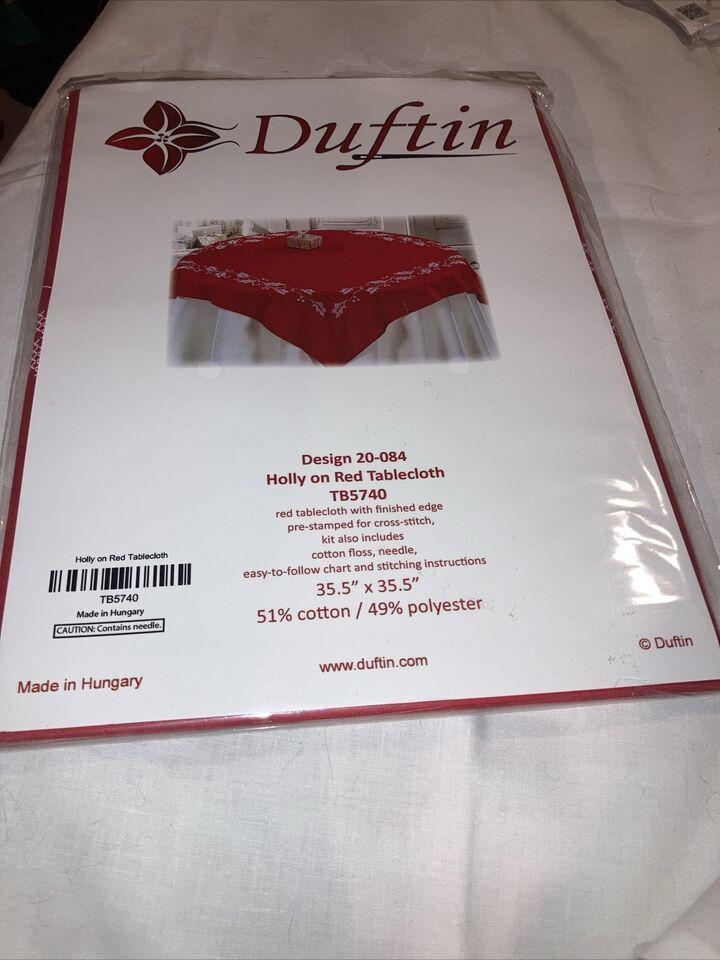 Duftin
Design 20-084
Holly on Red Tablecloth
TB5740
red tablecloth with finished edge
pre-stamped for cross-stitch,
kit also includes
cotton floss, needle,
easy-to-follow chart and stitching instructions
35.5” x 35.5”
51% cotton / 49% polyester
Holly on Red Tablecloth
TB5740
Made in Hungary
CAUTION: Contains needle.
© Duftin
www.duftin.com
Made in Hungary